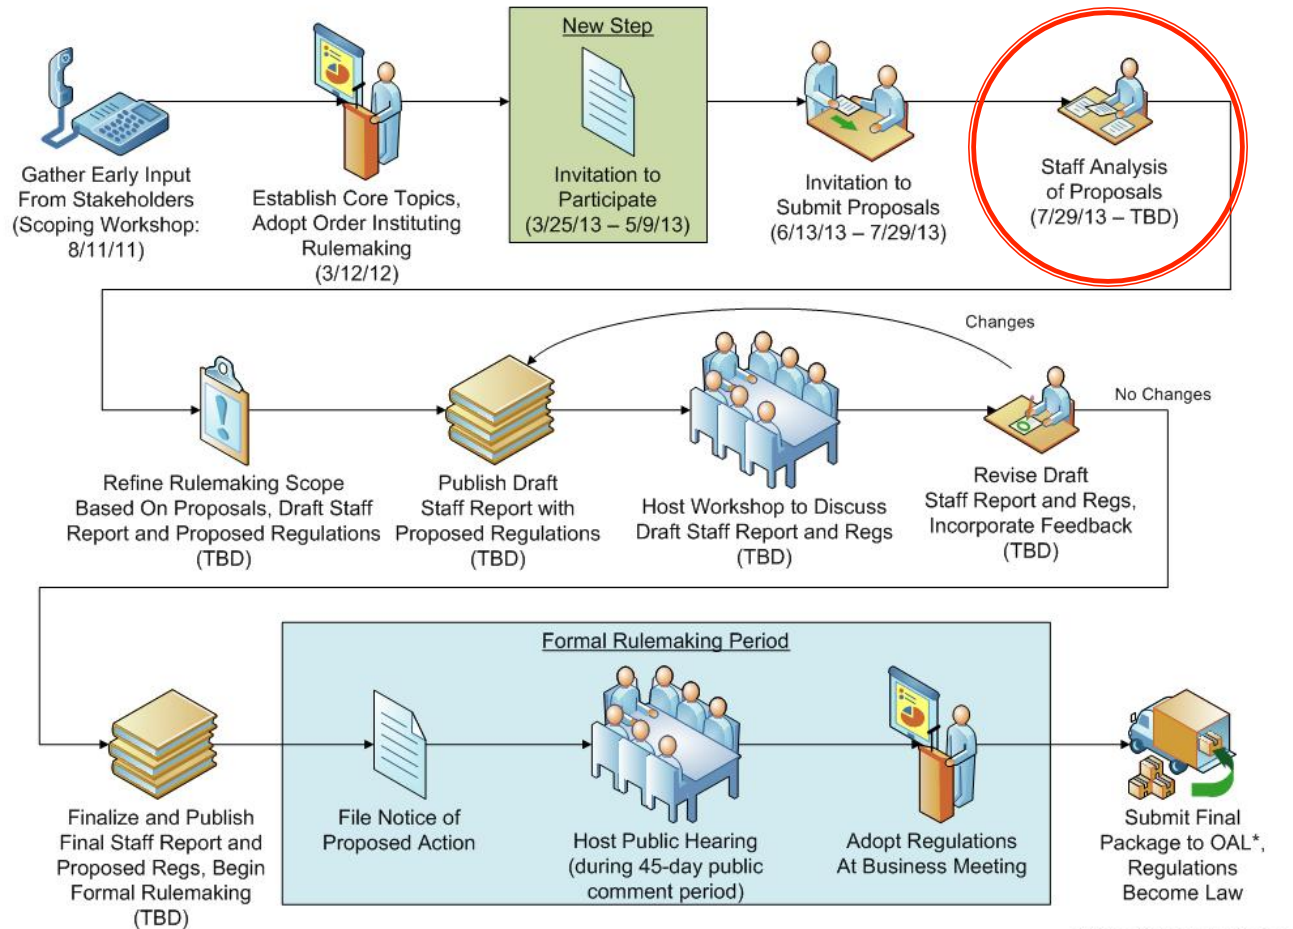 New Step
Gather Early Input
From Stakeholders
(Scoping Workshop:
8/11/11)
Establish Core Topics,
Adopt Order Instituting
Rulemaking
(3/12/12)
Invitation to
Participate
(3/25/13 – 5/9/13)
Invitation to
Submit Proposals
(6/13/13 – 7/29/13)
Staff Analysis
of Proposals
(7/29/13 – TBD)
Changes
No Changes
Refine Rulemaking Scope
Based On Proposals, Draft Staff
Report and Proposed Regulations
(TBD)
Publish Draft
Staff Report with
Proposed Regulations
(TBD)
Host Workshop to Discuss
Draft Staff Report and Regs
(TBD)
Revise Draft
Staff Report and Regs,
Incorporate Feedback
(TBD)
Formal Rulemaking Period
Finalize and Publish
Final Staff Report and
Proposed Regs, Begin
Formal Rulemaking
(TBD)
File Notice of
Proposed Action
Host Public Hearing
(during 45-day public
comment period)
Adopt Regulations
At Business Meeting
Submit Final
Package to OAL*,
Regulations
Become Law